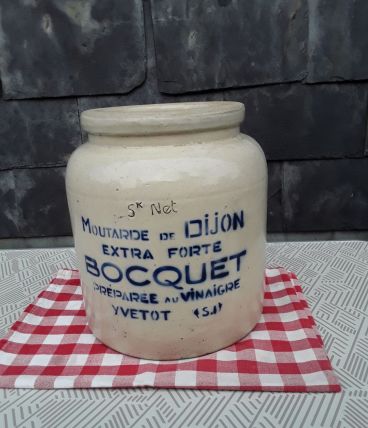 5K Net
MOUTARDE DE DIJON
EXTRA FORTE
BOCQUET
PRÉPARÉE AU VINAIGRE
YVETOT (S.I)